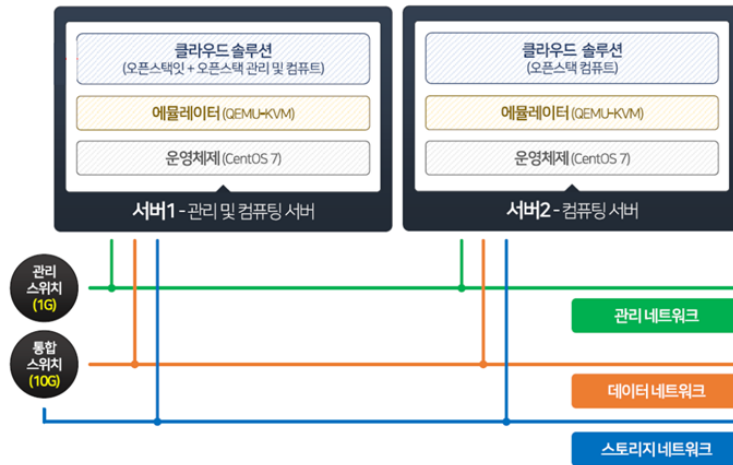 클라우드 솔루션
(오픈스택잇 + 오픈스택 관리 및 컴퓨트)
에뮬레이터 (QEMU-KVM)
운영체제 (CentOS 7)
서버1 - 관리 및 컴퓨팅 서버
클라우드 솔루션
(오픈스택 컴퓨트)
에뮬레이터 (QEMU-KVM)
운영체제 (CentOS 7)
서버2 - 컴퓨팅 서버
관리
스위치
(1G)
관리 네트워크
통합
스위치
(10G)
데이터 네트워크
스토리지 네트워크